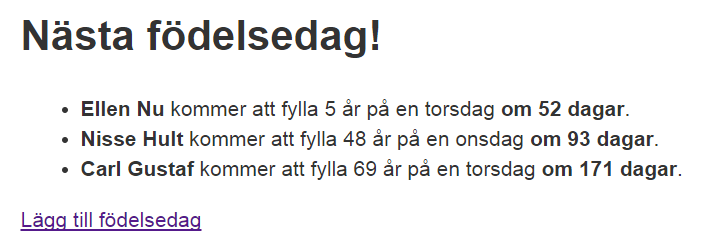 Nästa födelsedag!
Ellen Nu kommer att fylla 5 år på en torsdag om 52 dagar.
Nisse Hult kommer att fylla 48 år på en onsdag om 93 dagar.
Carl Gustaf kommer att fylla 69 år på en torsdag om 171 dagar.
Lägg till födelsedag